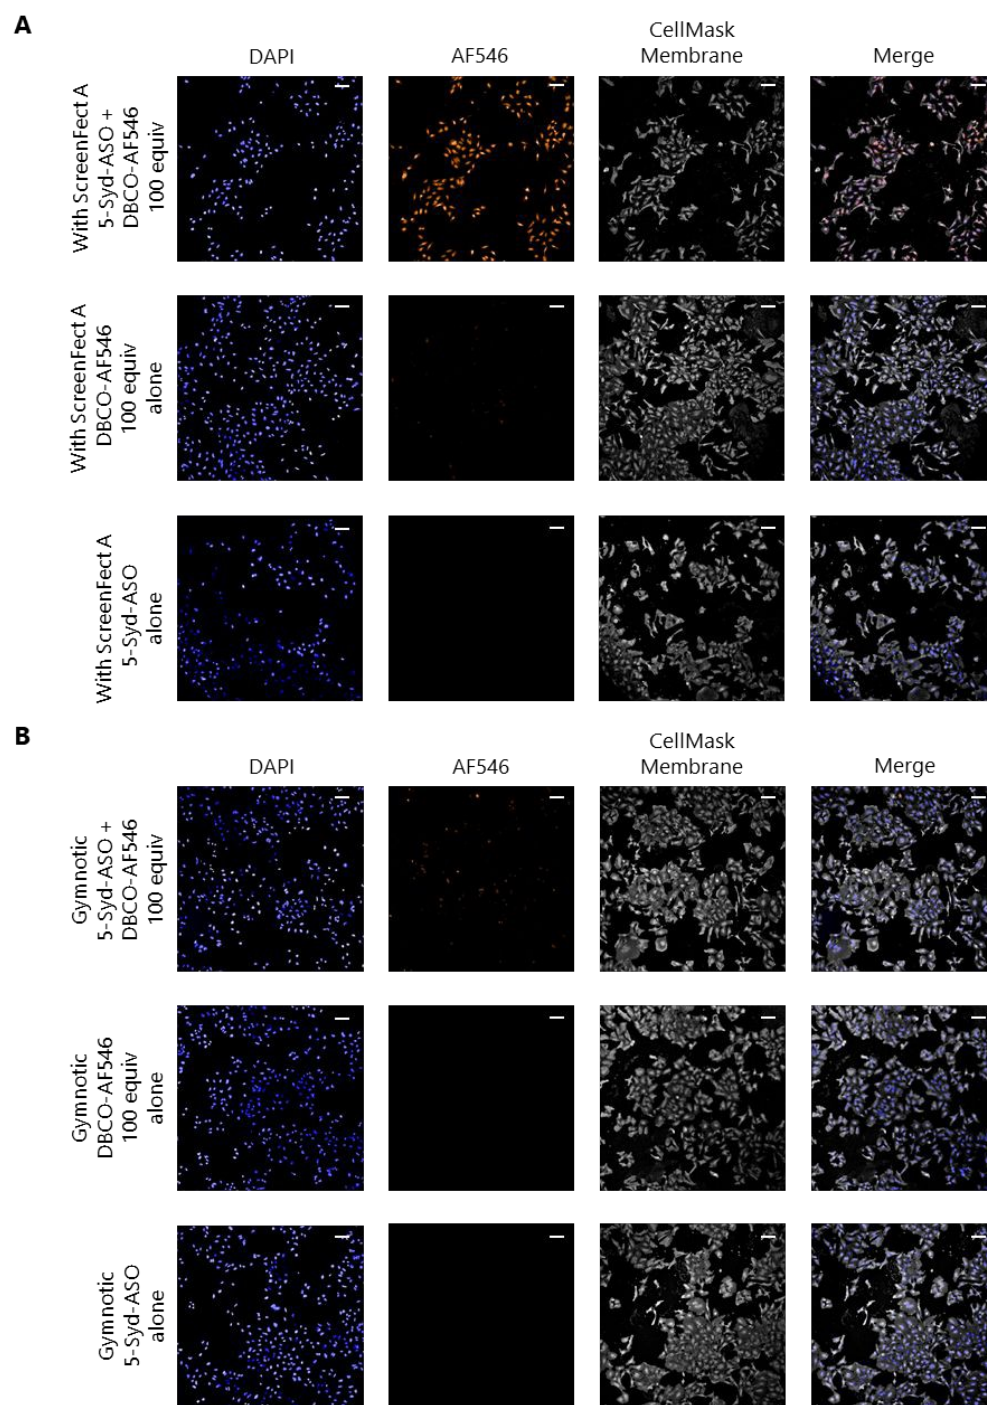 A
DAPI
AF546
CellMask
Membrane
Merge
With ScreenFect A
5-Syd-ASO +
DBCO-AF546
100 equiv
With ScreenFect A
DBCO-AF546
100 equiv
alone
With ScreenFect A
5-Syd-ASO
alone
B
DAPI
AF546
CellMask
Membrane
Merge
Gymnotic
5-Syd-ASO +
DBCO-AF546
100 equiv
Gymnotic
DBCO-AF546
100 equiv
alone
Gymnotic
5-Syd-ASO
alone